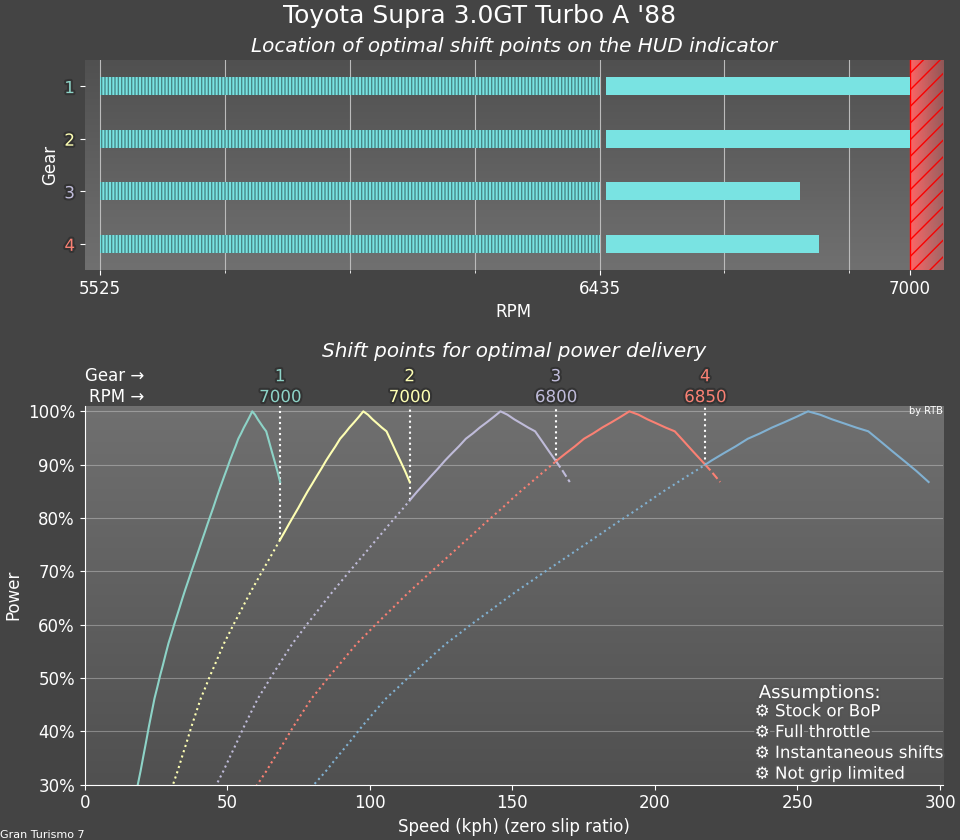 Toyota Supra 3.0GT Turbo A '88
Location of optimal shift points on the HUD indicator
Gear
1
2
3
4
5525 6435 7000
RPM
Shift points for optimal power delivery
Gear → 1 2 3 4
RPM → 7000 7000 6800 6850
by RTB
Power
100%
90%
80%
70%
60%
50%
40%
30%
Assumptions:
⚙ Stock or BoP
⚙ Full throttle
⚙ Instantaneous shifts
⚙ Not grip limited
0 50 100 150 200 250 300
Speed (kph) (zero slip ratio)
Gran Turismo 7